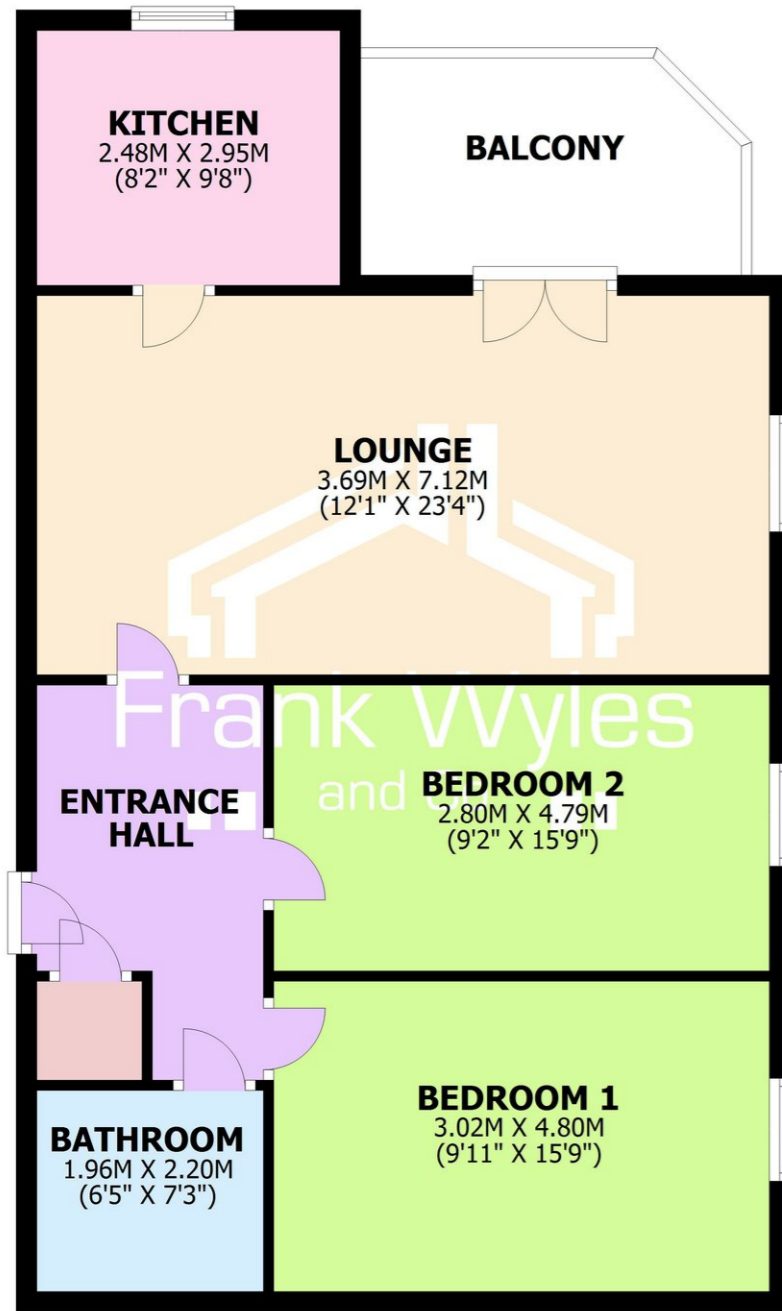 KITCHEN
2.48M X 2.95M
(8'2" X 9'8")
BALCONY
LOUNGE
3.69M X 7.12M
(12'1" X 23'4")
Frank Wyles
and
ENTRANCE
HALL
BEDROOM 2
2.80M X 4.79M
(9'2" X 15'9")
BEDROOM 1
3.02M X 4.80M
(9'11" X 15'9")
BATHROOM
1.96M X 2.20M
(6'5" X 7'3")